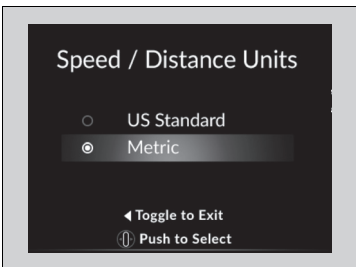 Speed / Distance Units
US Standard
Metric
Toggle to Exit
Push to Select